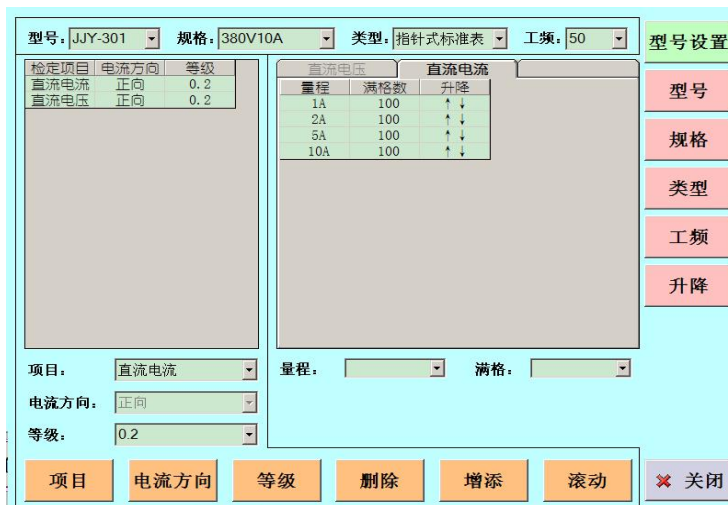 型号: JJY-301 规格: 380V10A 类型: 指针式标准表 工频: 50 型号设置
检定项目 电流方向 等级
直流电流 正向 0.2
直流电压 正向 0.2
直流电压 直流电流
量程 满格数 升降
1A 100 ↑↓
2A 100 ↑↓
5A 100 ↑↓
10A 100 ↑↓
型号
规格
类型
工频
升降
项目: 直流电流
电流方向: 正向
等级: 0.2
量程: 满格:
项目 电流方向 等级 删除 增添 滚动 关闭